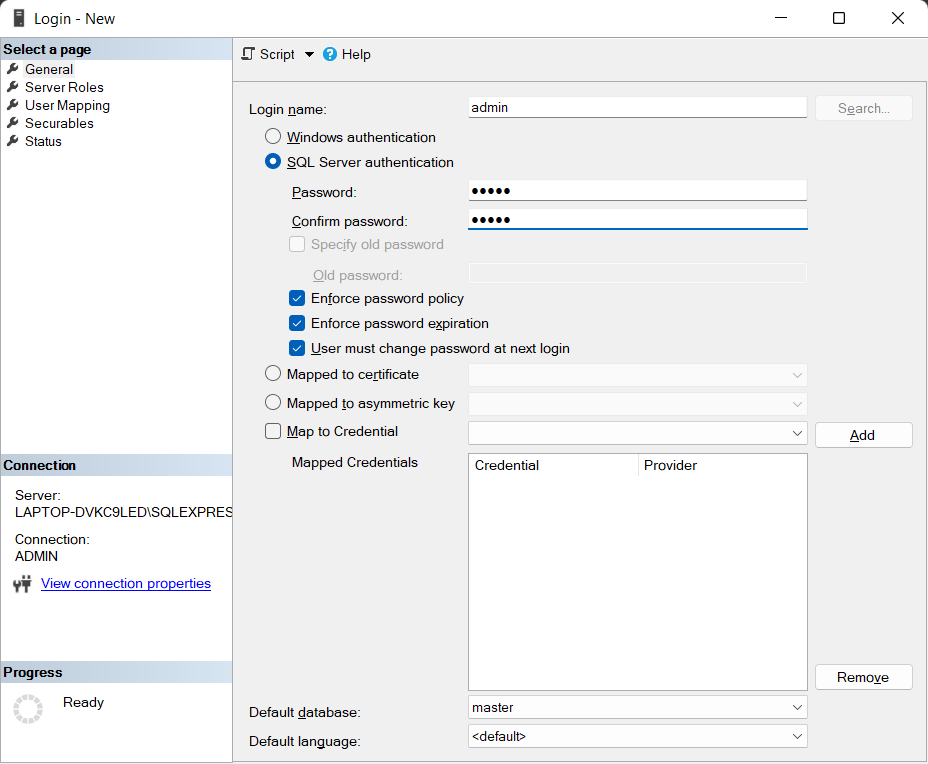 Login - New
Select a page
General
Server Roles
User Mapping
Securables
Status
Script
Help
Login name:
admin
Search...
Windows authentication
SQL Server authentication
Password:
●●●●●
Confirm password:
●●●●●
Specify old password
Old password:
Enforce password policy
Enforce password expiration
User must change password at next login
Mapped to certificate
Mapped to asymmetric key
Map to Credential
Add
Mapped Credentials
Credential Provider
Remove
Default database:
master
Default language:
<default>
Connection
Server:
LAPTOP-DVKC9LED\SQLEXPRES
Connection:
ADMIN
View connection properties
Progress
Ready